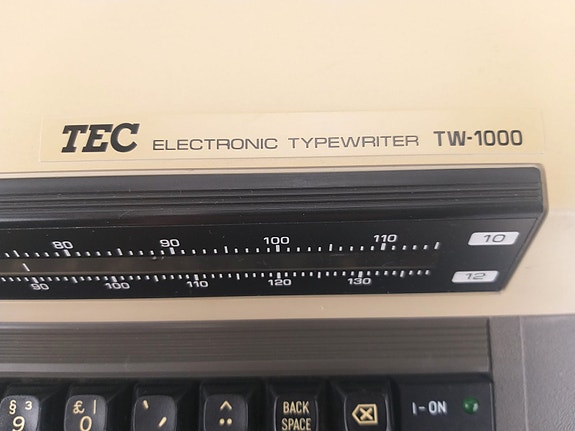 TEC ELECTRONIC TYPEWRITER TW-1000
80 90 100 110 10
90 100 110 120 130 12
§ 3 £ | ' ^ BACK I-ON
9 0 , ¨ SPACE